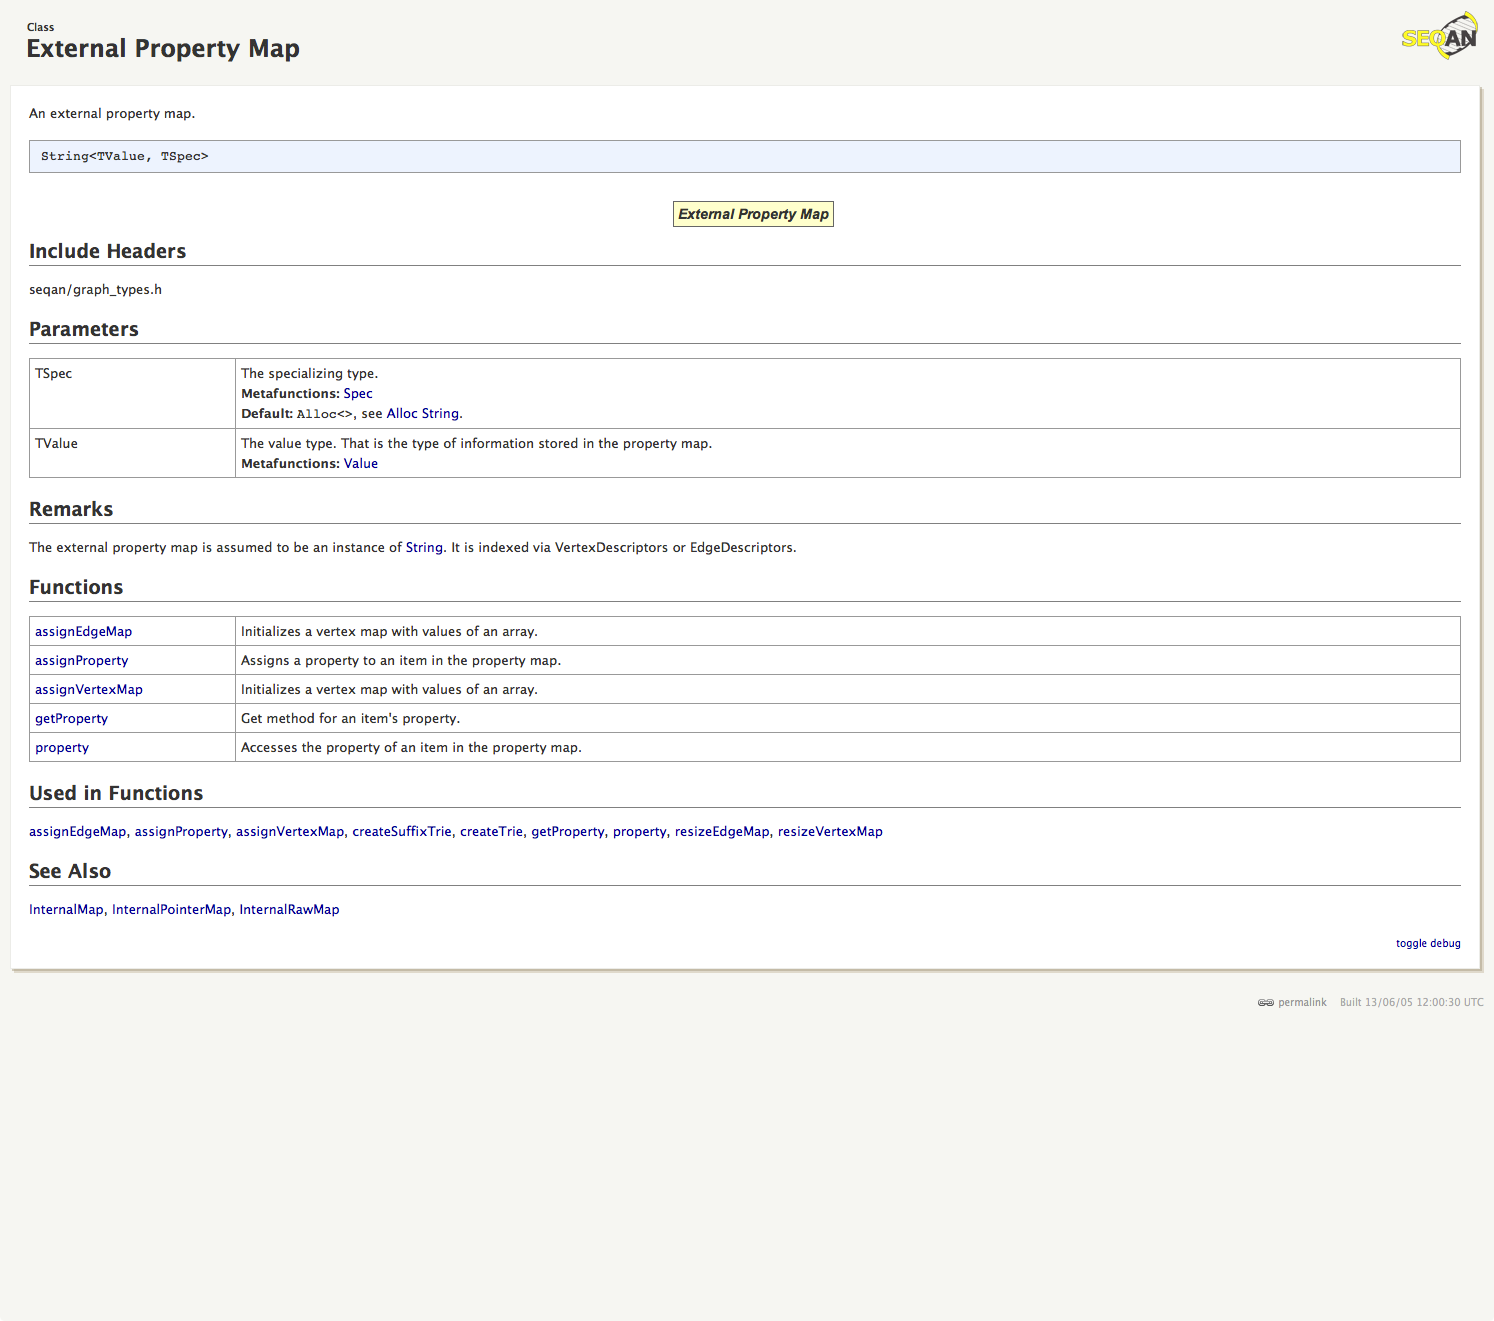 Class
External Property Map
SEQAN
An external property map.
String<TValue, TSpec>
External Property Map
Include Headers
seqan/graph_types.h
Parameters
TSpec
The specializing type.
Metafunctions: Spec
Default: Alloc<>, see Alloc String.
TValue
The value type. That is the type of information stored in the property map.
Metafunctions: Value
Remarks
The external property map is assumed to be an instance of String. It is indexed via VertexDescriptors or EdgeDescriptors.
Functions
assignEdgeMap Initializes a vertex map with values of an array.
assignProperty Assigns a property to an item in the property map.
assignVertexMap Initializes a vertex map with values of an array.
getProperty Get method for an item's property.
property Accesses the property of an item in the property map.
Used in Functions
assignEdgeMap, assignProperty, assignVertexMap, createSuffixTrie, createTrie, getProperty, property, resizeEdgeMap, resizeVertexMap
See Also
InternalMap, InternalPointerMap, InternalRawMap
toggle debug
permalink Built 13/06/05 12:00:30 UTC